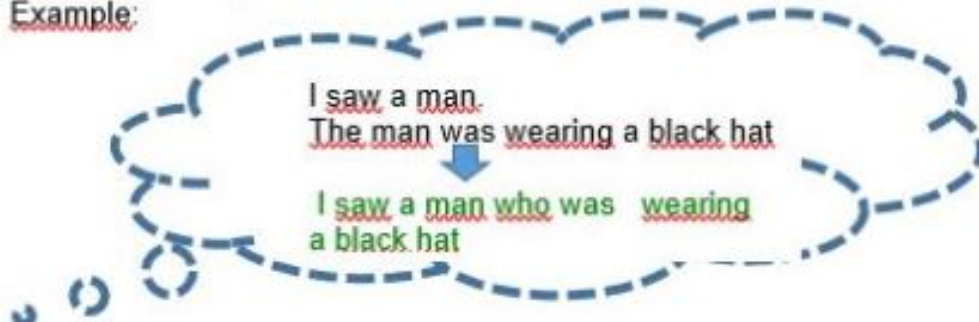 Example:
I saw a man.
The man was wearing a black hat
I saw a man who was wearing
a black hat